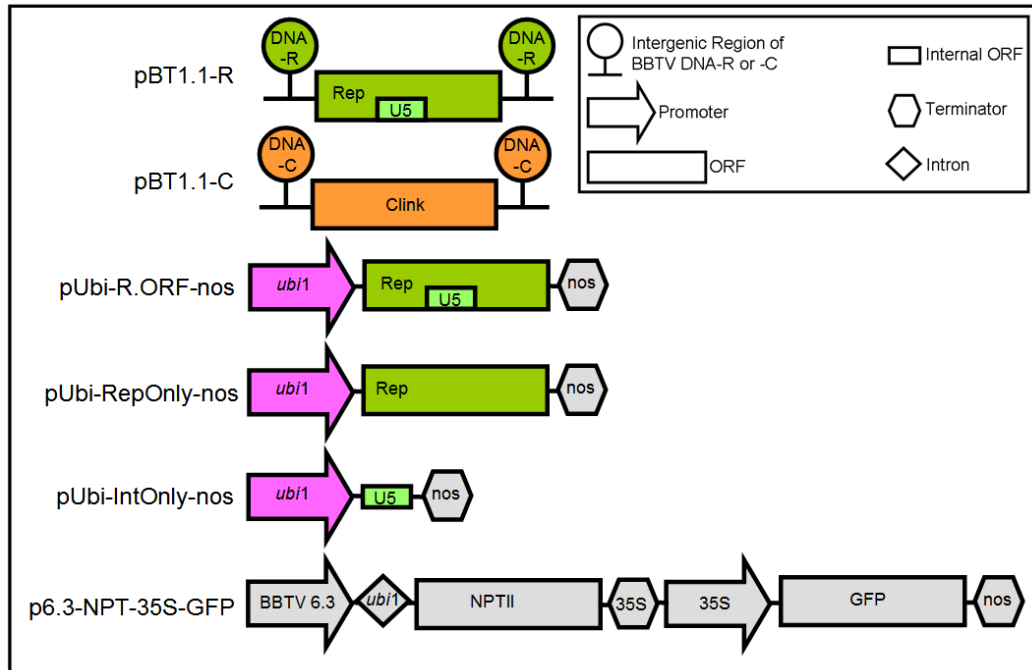 pBT1.1-R
DNA
-R
DNA
-R
Rep
U5
pBT1.1-C
DNA
-C
DNA
-C
Clink
Intergenic Region of
BBTV DNA-R or -C
Promoter
ORF
Internal ORF
Terminator
Intron
pUbi-R.ORF-nos
ubi1
Rep
U5
nos
pUbi-RepOnly-nos
ubi1
Rep
nos
pUbi-IntOnly-nos
ubi1
U5
nos
p6.3-NPT-35S-GFP
BBTV 6.3
ubi1
NPTII
35S
35S
GFP
nos